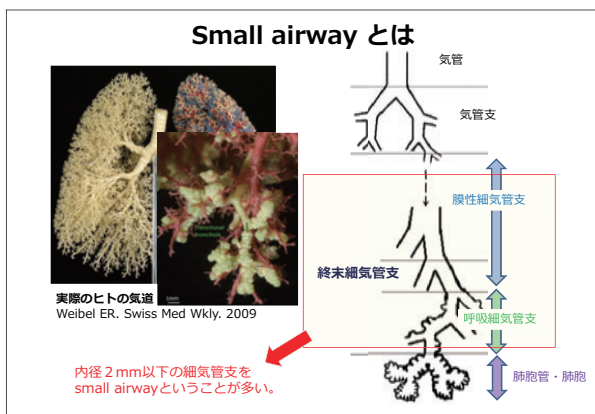 Small airway とは
気管
気管支
膜性細気管支
終末細気管支
呼吸細気管支
肺胞管・肺胞
実際のヒトの気道
Weibel ER. Swiss Med Wkly. 2009
内径2mm以下の細気管支を
small airwayということが多い。